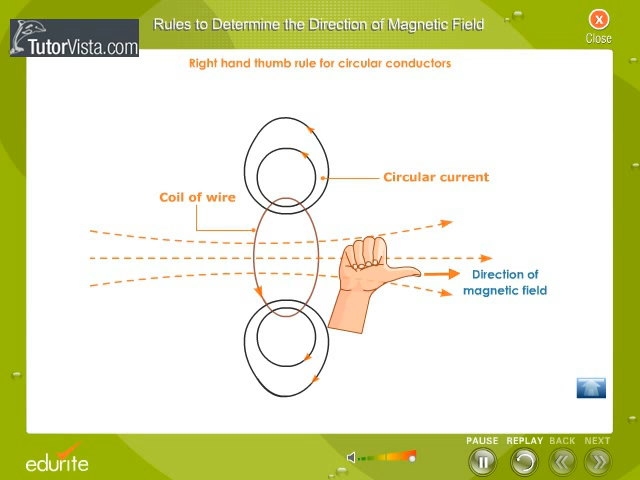 Rules to Determine the Direction of Magnetic Field
X
Close
TutorVista.com
Right hand thumb rule for circular conductors
Circular current
Coil of wire
Direction of
magnetic field
PAUSE REPLAY BACK NEXT
edurite